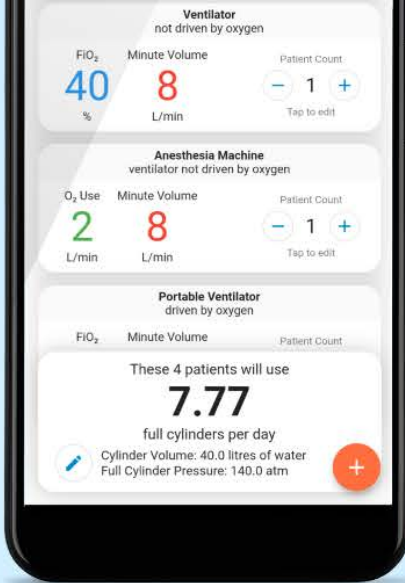 Ventilator
not driven by oxygen
FiO₂ Minute Volume Patient Count
40 8 − 1 +
% L/min Tap to edit
Anesthesia Machine
ventilator not driven by oxygen
O₂ Use Minute Volume Patient Count
2 8 − 1 +
L/min L/min Tap to edit
Portable Ventilator
driven by oxygen
FiO₂ Minute Volume Patient Count
These 4 patients will use
7.77
full cylinders per day
Cylinder Volume: 40.0 litres of water
Full Cylinder Pressure: 140.0 atm
+